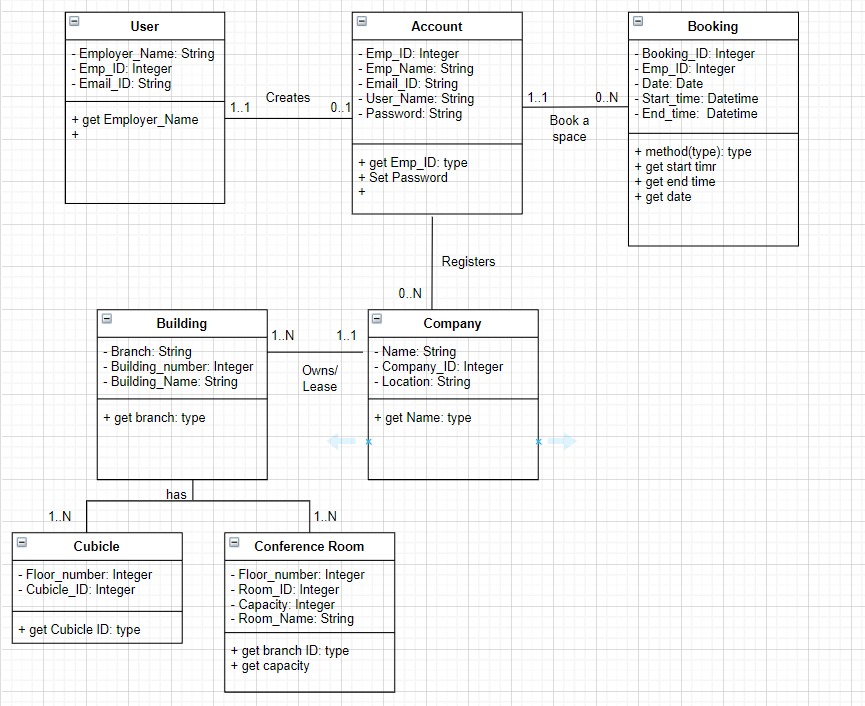 User
- Employer_Name: String
- Emp_ID: Integer
- Email_ID: String
+ get Employer_Name
+
1..1
Creates
0..1
Account
- Emp_ID: Integer
- Emp_Name: String
- Email_ID: String
- User_Name: String
- Password: String
+ get Emp_ID: type
+ Set Password
+
1..1
0..N
Book a
space
Booking
- Booking_ID: Integer
- Emp_ID: Integer
- Date: Date
- Start_time: Datetime
- End_time: Datetime
+ method(type): type
+ get start timr
+ get end time
+ get date
Registers
0..N
Building
- Branch: String
- Building_number: Integer
- Building_Name: String
+ get branch: type
1..N
1..1
Owns/
Lease
Company
- Name: String
- Company_ID: Integer
- Location: String
+ get Name: type
has
1..N
1..N
Cubicle
- Floor_number: Integer
- Cubicle_ID: Integer
+ get Cubicle ID: type
Conference Room
- Floor_number: Integer
- Room_ID: Integer
- Capacity: Integer
- Room_Name: String
+ get branch ID: type
+ get capacity